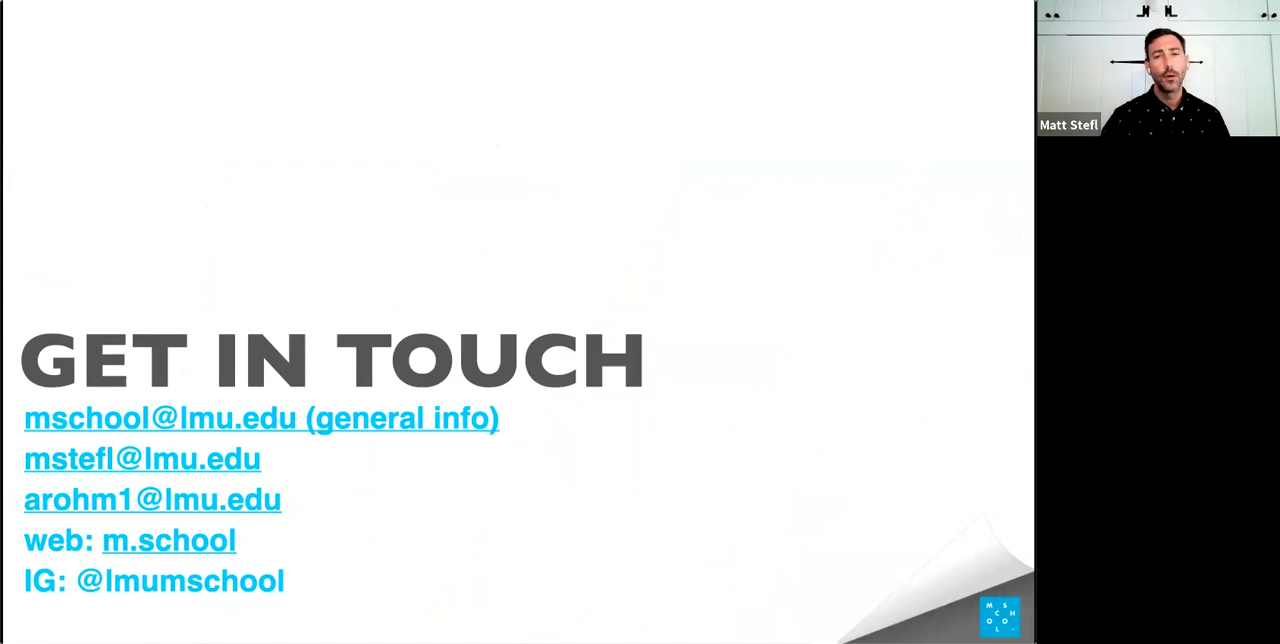 GET IN TOUCH
mschool@lmu.edu (general info)
mstefl@lmu.edu
arohm1@lmu.edu
web: m.school
IG: @lmumschool
Matt Stefl
M S
C H
O O
L -